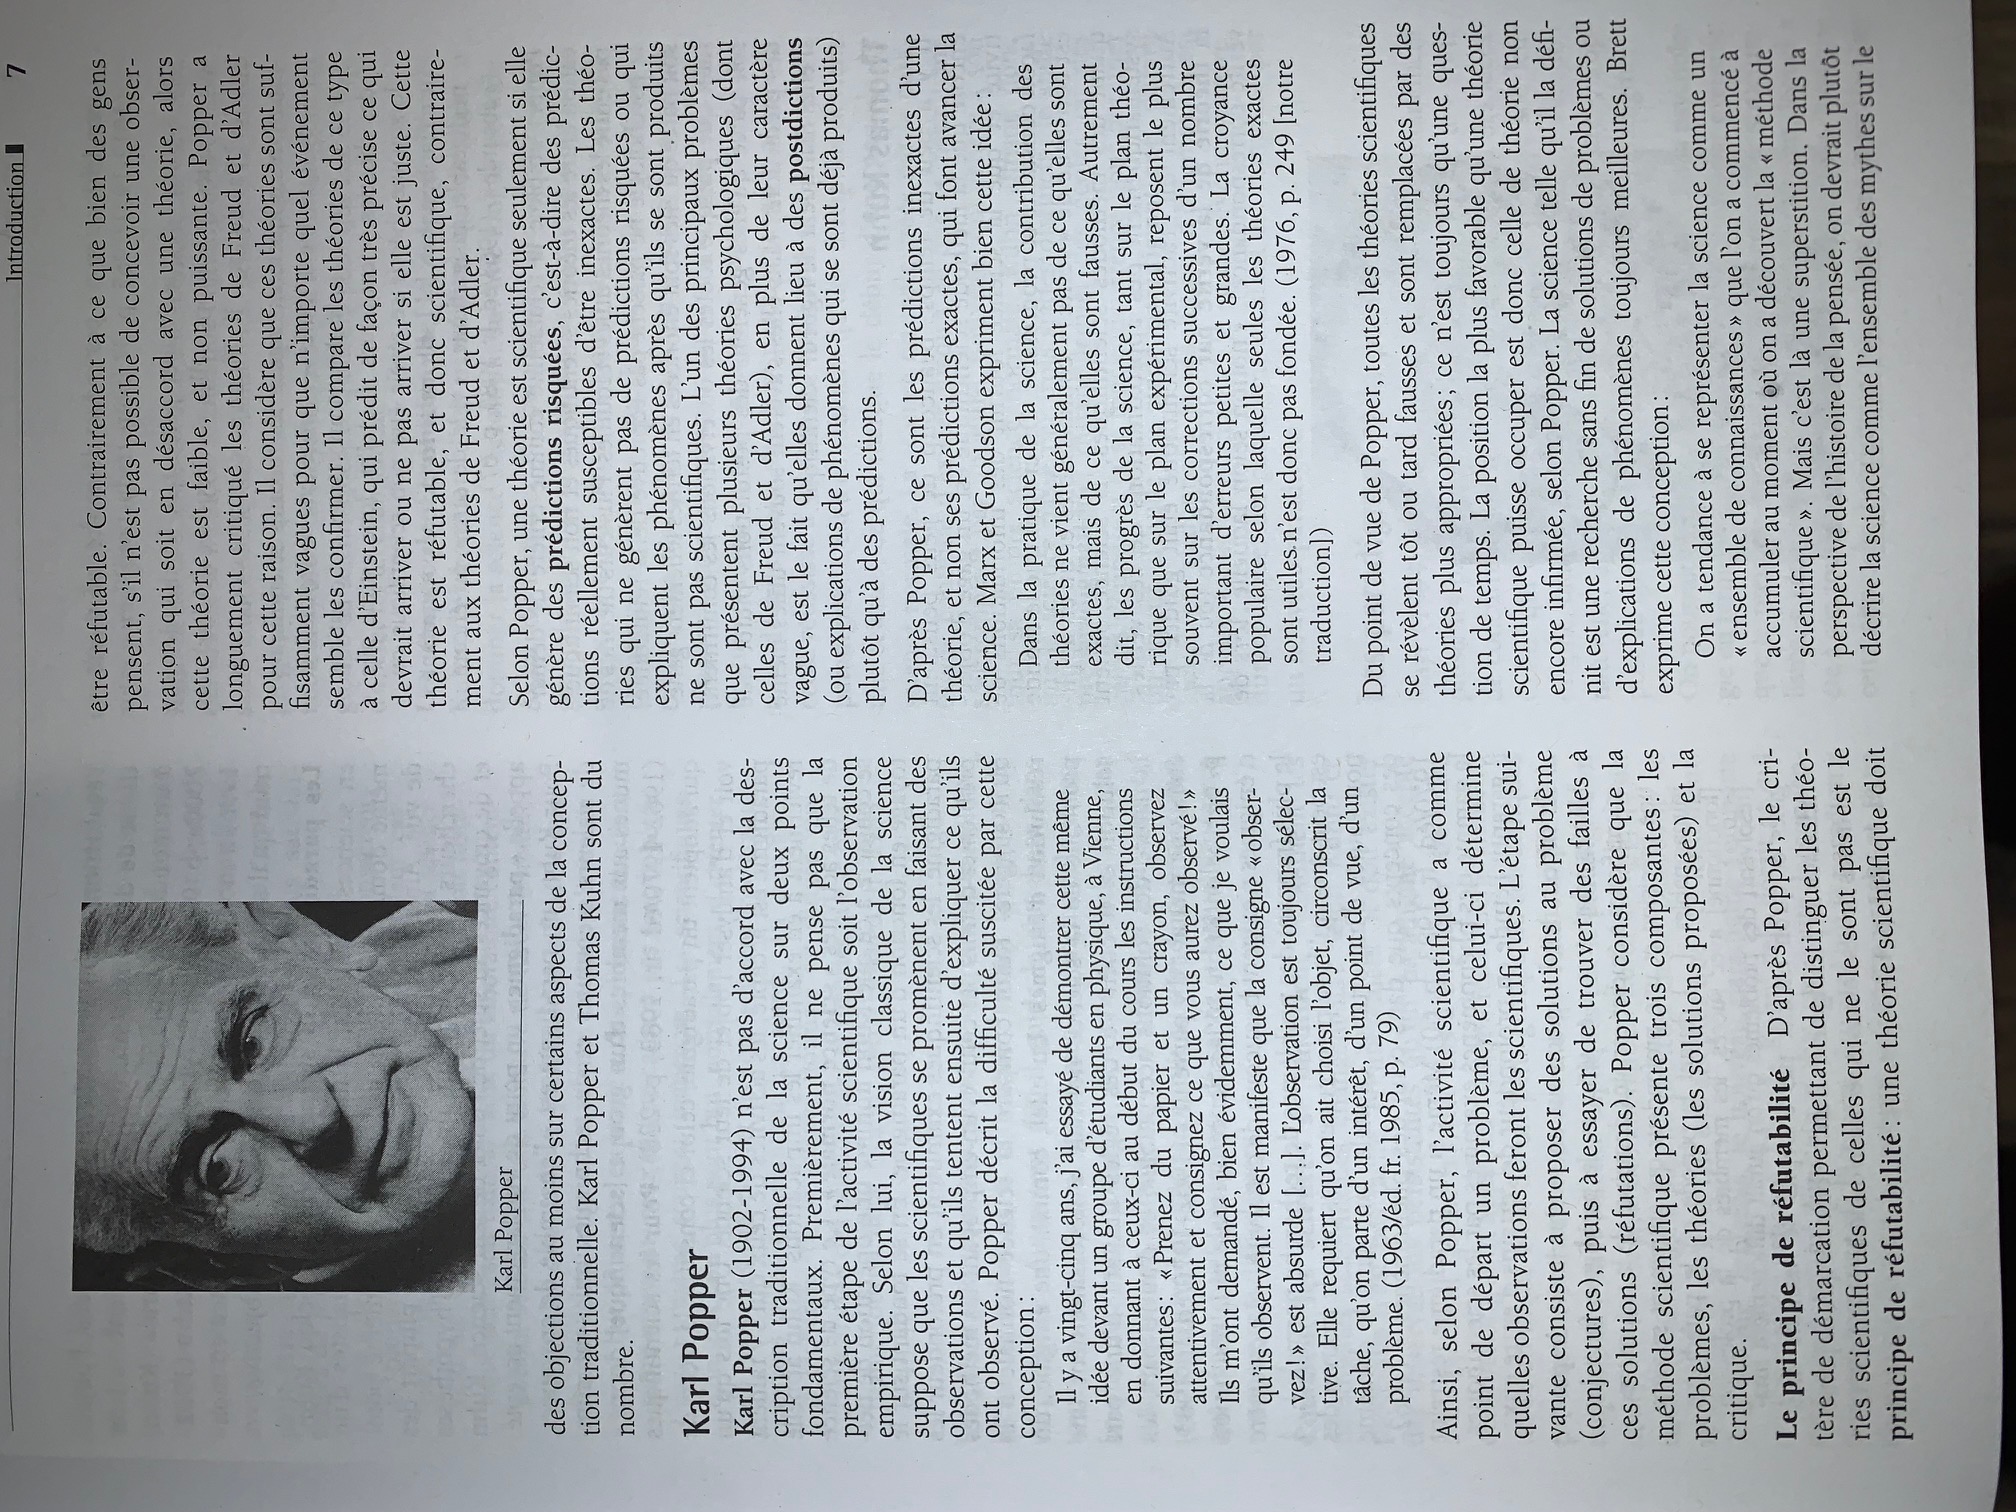 Introduction 7
Karl Popper
des objections au moins sur certains aspects de la concep-
tion traditionnelle. Karl Popper et Thomas Kuhn sont du
nombre.
Karl Popper
Karl Popper (1902-1994) n'est pas d'accord avec la des-
cription traditionnelle de la science sur deux points
fondamentaux. Premièrement, il ne pense pas que la
première étape de l'activité scientifique soit l'observation
empirique. Selon lui, la vision classique de la science
suppose que les scientifiques se promènent en faisant des
observations et qu'ils tentent ensuite d'expliquer ce qu'ils
ont observé. Popper décrit la difficulté suscitée par cette
conception :
Il y a vingt-cinq ans, j'ai essayé de démontrer cette même
idée devant un groupe d'étudiants en physique, à Vienne,
en donnant à ceux-ci au début du cours les instructions
suivantes : « Prenez du papier et un crayon, observez
attentivement et consignez ce que vous aurez observé ! »
Ils m'ont demandé, bien évidemment, ce que je voulais
qu'ils observent. Il est manifeste que la consigne « obser-
vez ! » est absurde [...]. L'observation est toujours sélec-
tive. Elle requiert qu'on ait choisi l'objet, circonscrit la
tâche, qu'on parte d'un intérêt, d'un point de vue, d'un
problème. (1963/éd. fr. 1985, p. 79)
Ainsi, selon Popper, l'activité scientifique a comme
point de départ un problème, et celui-ci détermine
quelles observations feront les scientifiques. L'étape sui-
vante consiste à proposer des solutions au problème
(conjectures), puis à essayer de trouver des failles à
ces solutions (réfutations). Popper considère que la
méthode scientifique présente trois composantes : les
problèmes, les théories (les solutions proposées) et la
critique.
Le principe de réfutabilité D'après Popper, le cri-
tère de démarcation permettant de distinguer les théo-
ries scientifiques de celles qui ne le sont pas est le
principe de réfutabilité : une théorie scientifique doit
être réfutable. Contrairement à ce que bien des gens
pensent, s'il n'est pas possible de concevoir une obser-
vation qui soit en désaccord avec une théorie, alors
cette théorie est faible, et non puissante. Popper a
longuement critiqué les théories de Freud et d'Adler
pour cette raison. Il considère que ces théories sont suf-
fisamment vagues pour que n'importe quel événement
semble les confirmer. Il compare les théories de ce type
à celle d'Einstein, qui prédit de façon très précise ce qui
devrait arriver ou ne pas arriver si elle est juste. Cette
théorie est réfutable, et donc scientifique, contraire-
ment aux théories de Freud et d'Adler.
Selon Popper, une théorie est scientifique seulement si elle
génère des prédictions risquées, c'est-à-dire des prédic-
tions réellement susceptibles d'être inexactes. Les théo-
ries qui ne génèrent pas de prédictions risquées ou qui
expliquent les phénomènes après qu'ils se sont produits
ne sont pas scientifiques. L'un des principaux problèmes
que présentent plusieurs théories psychologiques (dont
celles de Freud et d'Adler), en plus de leur caractère
vague, est le fait qu'elles donnent lieu à des postdictions
(ou explications de phénomènes qui se sont déjà produits)
plutôt qu'à des prédictions.
D'après Popper, ce sont les prédictions inexactes d'une
théorie, et non ses prédictions exactes, qui font avancer la
science. Marx et Goodson expriment bien cette idée :
Dans la pratique de la science, la contribution des
théories ne vient généralement pas de ce qu'elles sont
exactes, mais de ce qu'elles sont fausses. Autrement
dit, les progrès de la science, tant sur le plan théo-
rique que sur le plan expérimental, reposent le plus
souvent sur les corrections successives d'un nombre
important d'erreurs petites et grandes. La croyance
populaire selon laquelle seules les théories exactes
sont utiles n'est donc pas fondée. (1976, p. 249 [notre
traduction])
Du point de vue de Popper, toutes les théories scientifiques
se révèlent tôt ou tard fausses et sont remplacées par des
théories plus appropriées ; ce n'est toujours qu'une ques-
tion de temps. La position la plus favorable qu'une théorie
scientifique puisse occuper est donc celle de théorie non
encore infirmée, selon Popper. La science telle qu'il la défi-
nit est une recherche sans fin de solutions de problèmes ou
d'explications de phénomènes toujours meilleures. Brett
exprime cette conception :
On a tendance à se représenter la science comme un
« ensemble de connaissances » que l'on a commencé à
accumuler au moment où on a découvert la « méthode
scientifique ». Mais c'est là une superstition. Dans la
perspective de l'histoire de la pensée, on devrait plutôt
décrire la science comme l'ensemble des mythes sur le